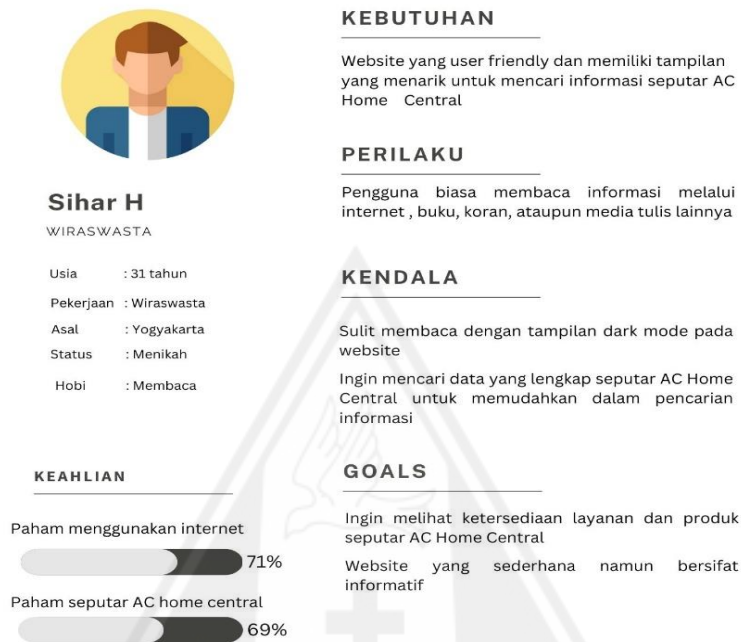 Sihar H
WIRASWASTA
Usia : 31 tahun
Pekerjaan : Wiraswasta
Asal : Yogyakarta
Status : Menikah
Hobi : Membaca
KEAHLIAN
Paham menggunakan internet
71%
Paham seputar AC home central
69%
KEBUTUHAN
Website yang user friendly dan memiliki tampilan
yang menarik untuk mencari informasi seputar AC
Home Central
PERILAKU
Pengguna biasa membaca informasi melalui
internet , buku, koran, ataupun media tulis lainnya
KENDALA
Sulit membaca dengan tampilan dark mode pada
website
Ingin mencari data yang lengkap seputar AC Home
Central untuk memudahkan dalam pencarian
informasi
GOALS
Ingin melihat ketersediaan layanan dan produk
seputar AC Home Central
Website yang sederhana namun bersifat
informatif